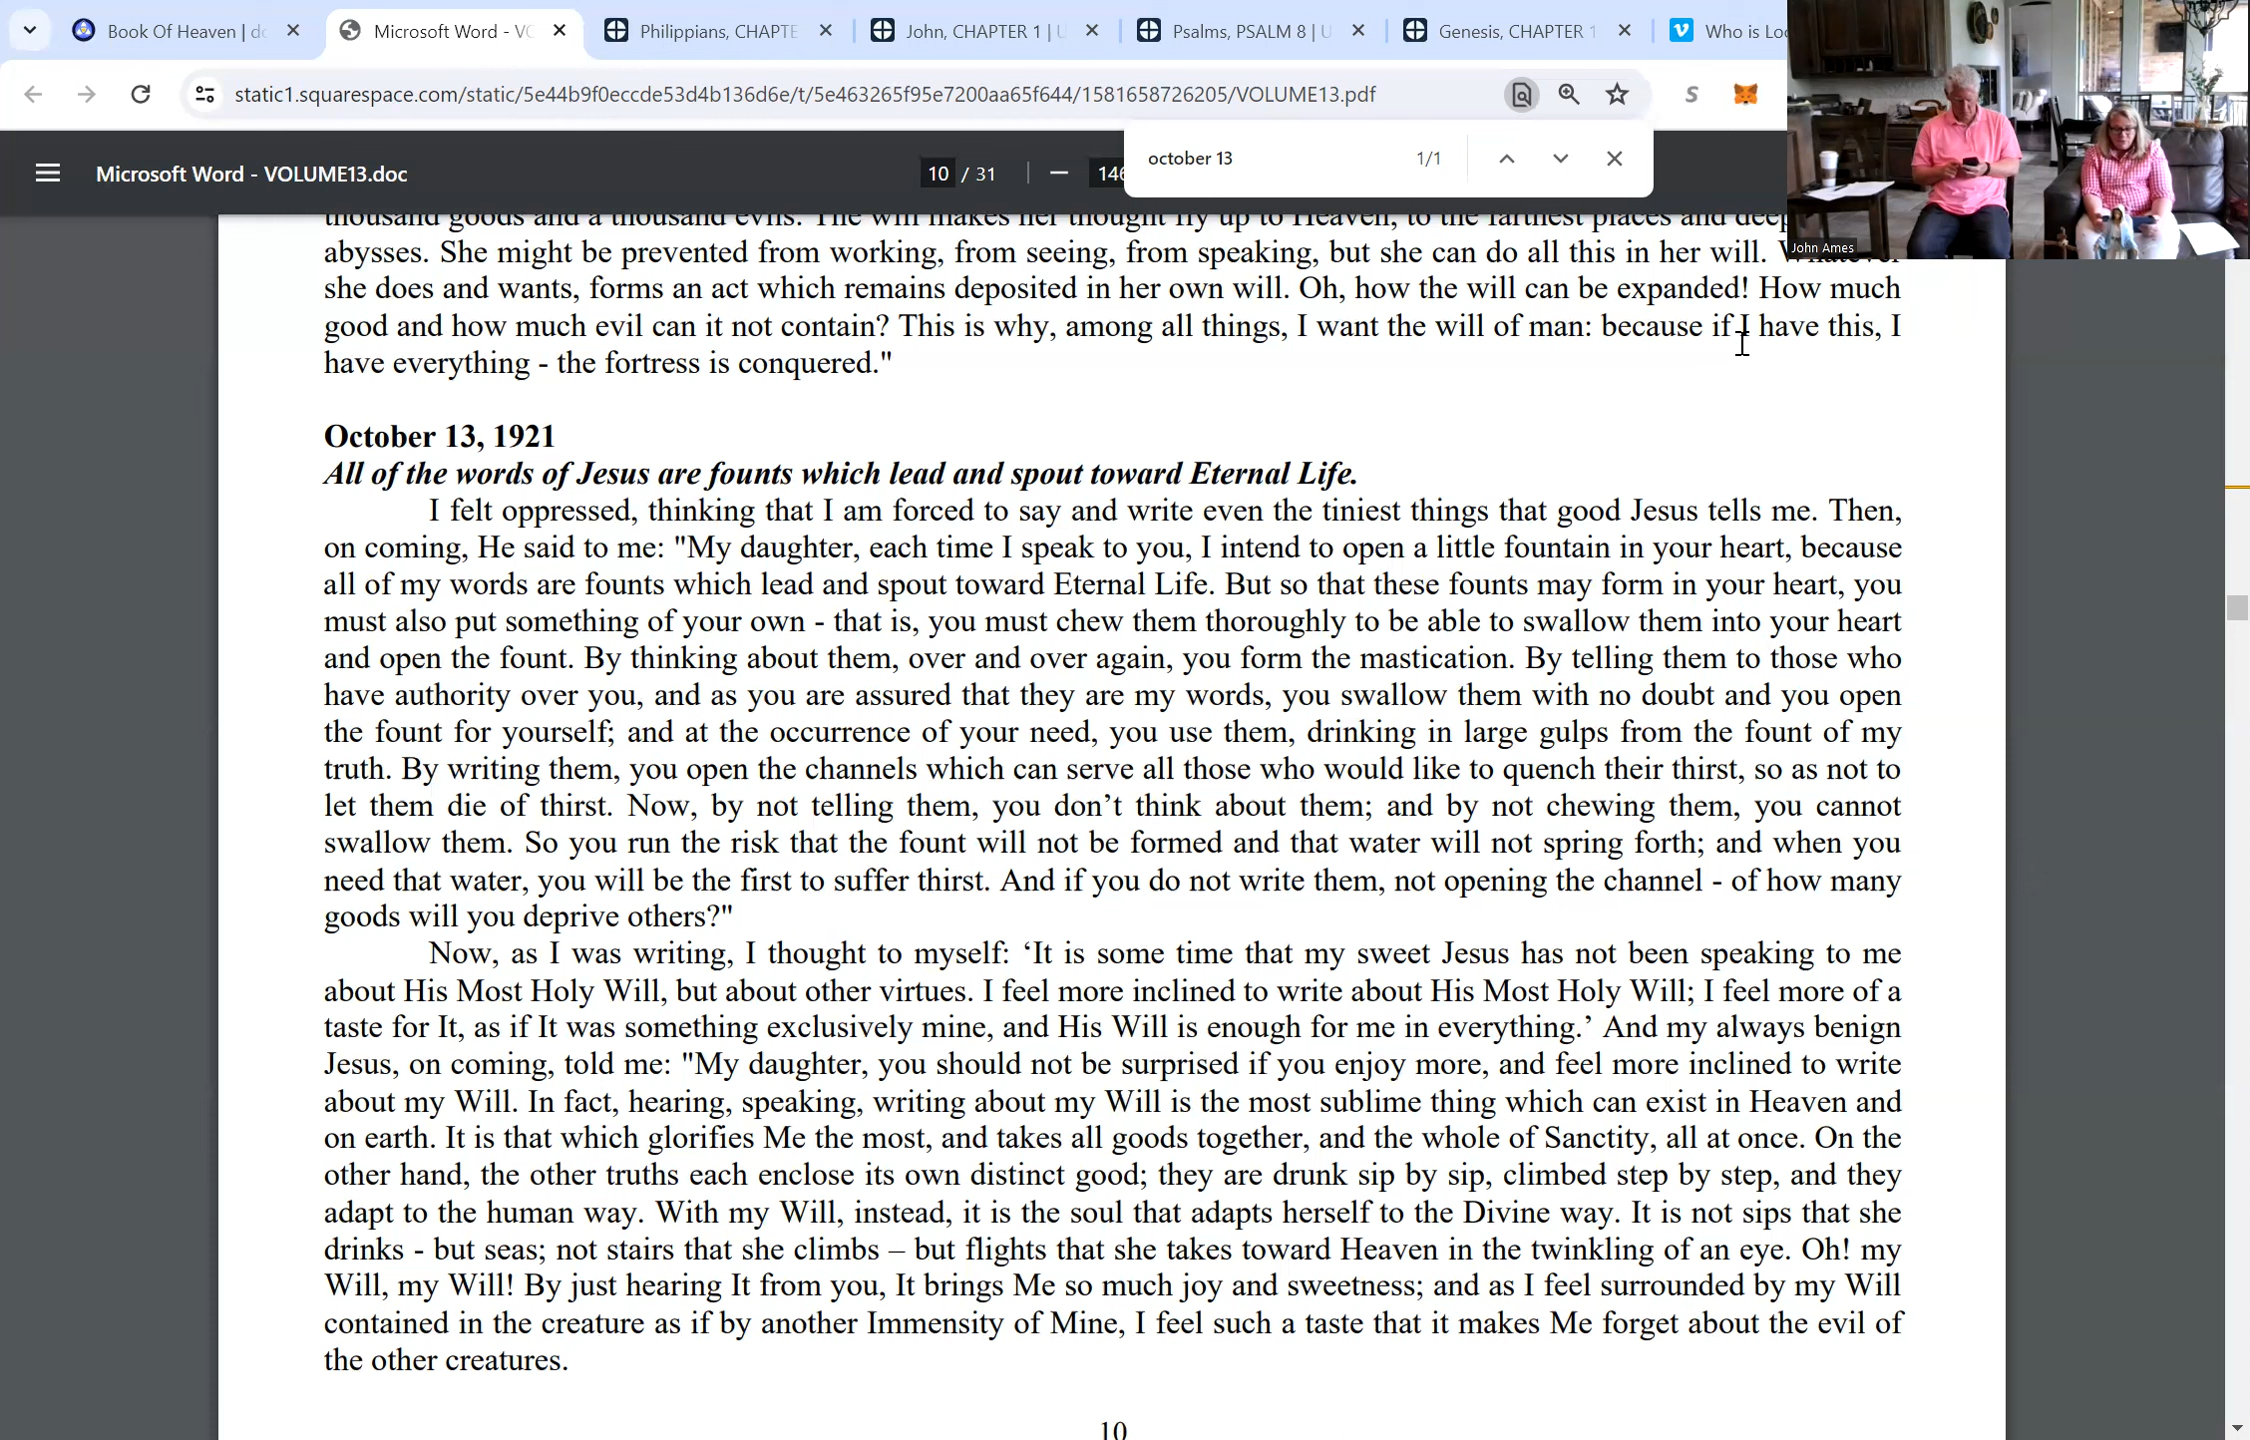 Book Of Heaven | dc
Microsoft Word - VO
Philippians, CHAPTE
John, CHAPTER 1 | U
Psalms, PSALM 8 | U
Genesis, CHAPTER 1
Who is Lo
static1.squarespace.com/static/5e44b9f0eccde53d4b136d6e/t/5e463265f95e7200aa65f644/1581658726205/VOLUME13.pdf
october 13 1/1
Microsoft Word - VOLUME13.doc
10 / 31
146
John Ames
thousand goods and a thousand evils. The will makes her thought fly up to Heaven, to the farthest places and deep
abysses. She might be prevented from working, from seeing, from speaking, but she can do all this in her will. Whatever
she does and wants, forms an act which remains deposited in her own will. Oh, how the will can be expanded! How much
good and how much evil can it not contain? This is why, among all things, I want the will of man: because if I have this, I
have everything - the fortress is conquered."
October 13, 1921
All of the words of Jesus are founts which lead and spout toward Eternal Life.
I felt oppressed, thinking that I am forced to say and write even the tiniest things that good Jesus tells me. Then,
on coming, He said to me: "My daughter, each time I speak to you, I intend to open a little fountain in your heart, because
all of my words are founts which lead and spout toward Eternal Life. But so that these founts may form in your heart, you
must also put something of your own - that is, you must chew them thoroughly to be able to swallow them into your heart
and open the fount. By thinking about them, over and over again, you form the mastication. By telling them to those who
have authority over you, and as you are assured that they are my words, you swallow them with no doubt and you open
the fount for yourself; and at the occurrence of your need, you use them, drinking in large gulps from the fount of my
truth. By writing them, you open the channels which can serve all those who would like to quench their thirst, so as not to
let them die of thirst. Now, by not telling them, you don’t think about them; and by not chewing them, you cannot
swallow them. So you run the risk that the fount will not be formed and that water will not spring forth; and when you
need that water, you will be the first to suffer thirst. And if you do not write them, not opening the channel - of how many
goods will you deprive others?"
Now, as I was writing, I thought to myself: ‘It is some time that my sweet Jesus has not been speaking to me
about His Most Holy Will, but about other virtues. I feel more inclined to write about His Most Holy Will; I feel more of a
taste for It, as if It was something exclusively mine, and His Will is enough for me in everything.’ And my always benign
Jesus, on coming, told me: "My daughter, you should not be surprised if you enjoy more, and feel more inclined to write
about my Will. In fact, hearing, speaking, writing about my Will is the most sublime thing which can exist in Heaven and
on earth. It is that which glorifies Me the most, and takes all goods together, and the whole of Sanctity, all at once. On the
other hand, the other truths each enclose its own distinct good; they are drunk sip by sip, climbed step by step, and they
adapt to the human way. With my Will, instead, it is the soul that adapts herself to the Divine way. It is not sips that she
drinks - but seas; not stairs that she climbs – but flights that she takes toward Heaven in the twinkling of an eye. Oh! my
Will, my Will! By just hearing It from you, It brings Me so much joy and sweetness; and as I feel surrounded by my Will
contained in the creature as if by another Immensity of Mine, I feel such a taste that it makes Me forget about the evil of
the other creatures.
10